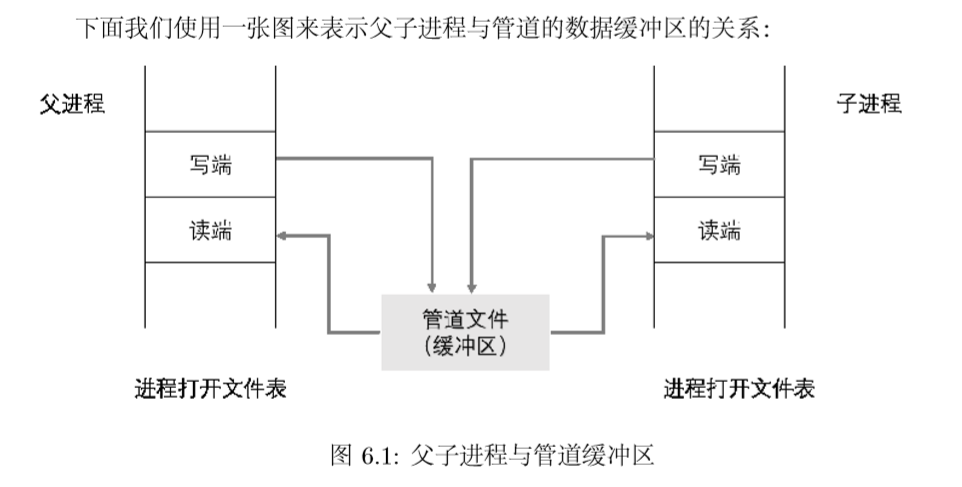 下面我们使用一张图来表示父子进程与管道的数据缓冲区的关系：
父进程
子进程
写端
写端
读端
读端
管道文件
（缓冲区）
进程打开文件表
进程打开文件表
图 6.1: 父子进程与管道缓冲区